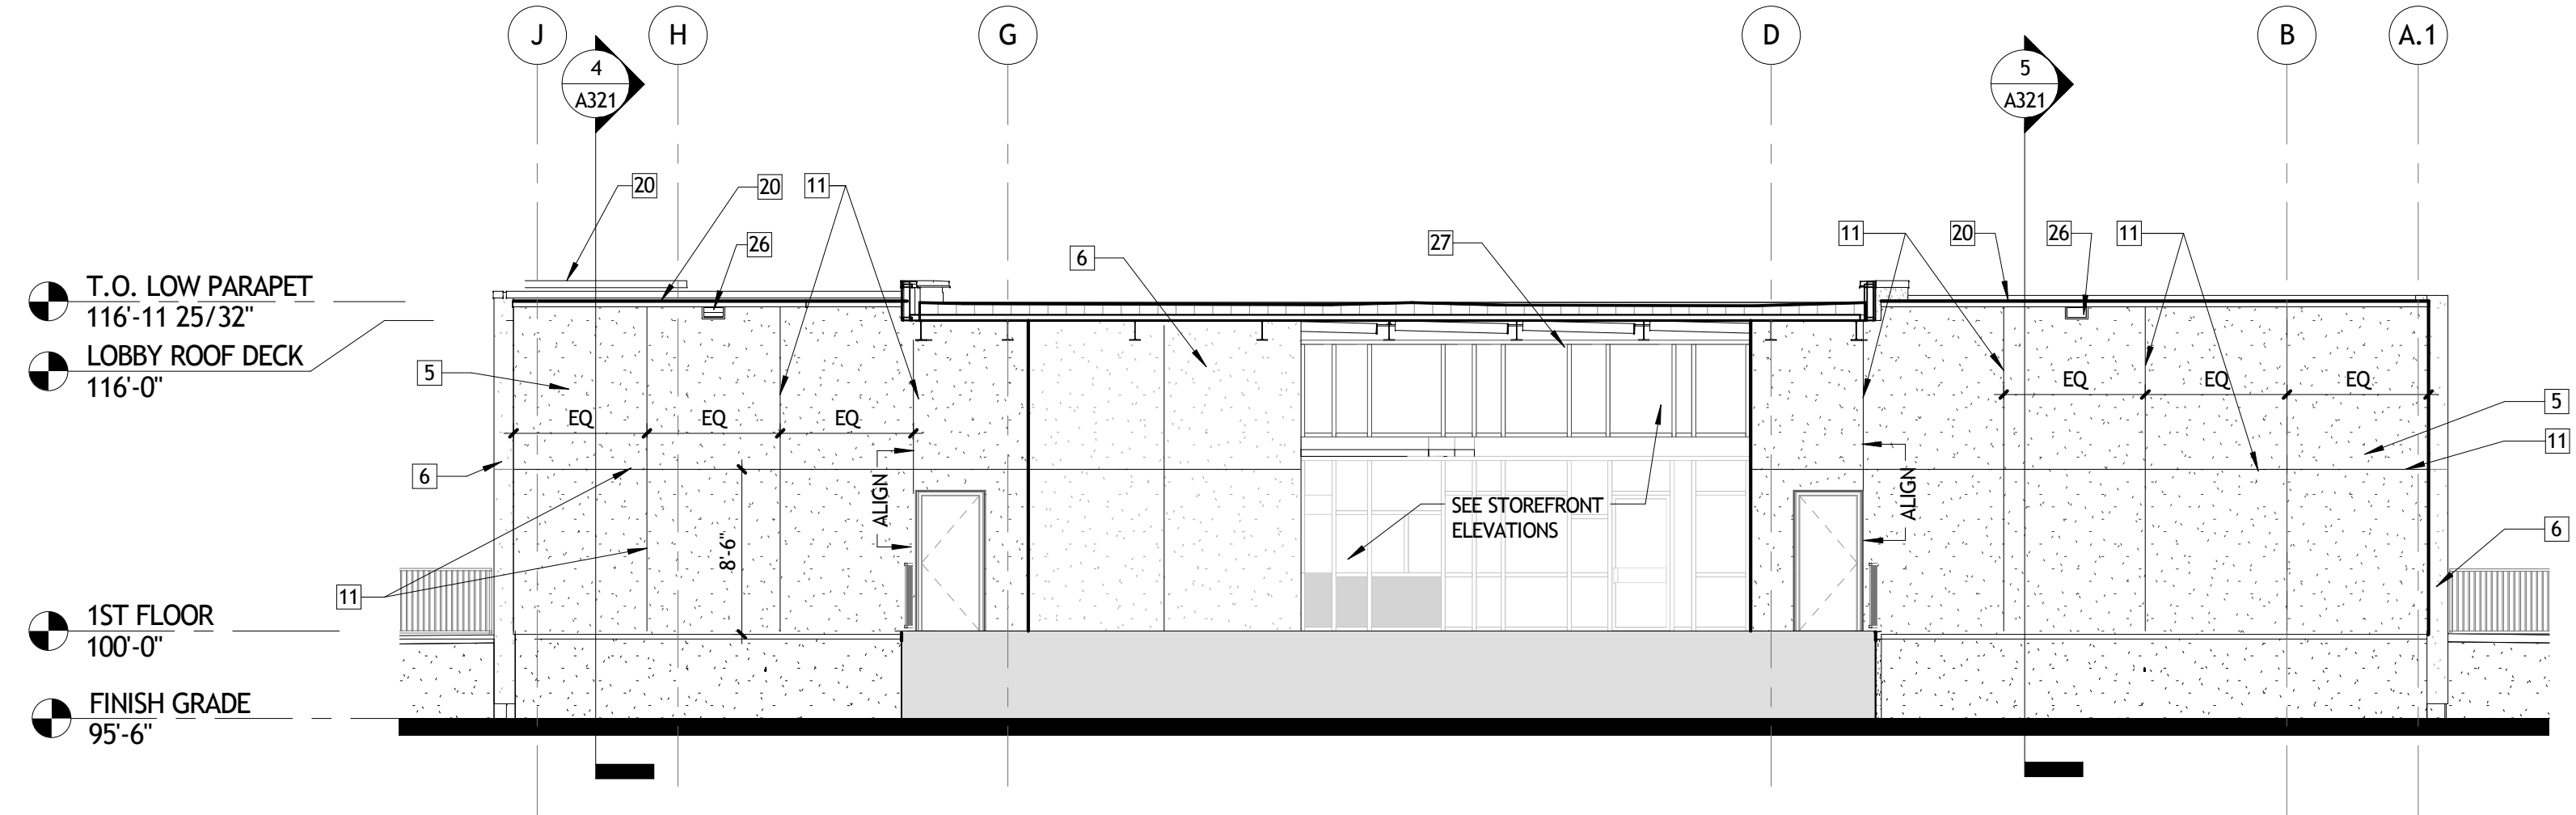 J
H
G
D
B
A.1
4
A321
5
A321
20
20
11
26
6
27
11
20
26
11
T.O. LOW PARAPET
116'-11 25/32"
LOBBY ROOF DECK
116'-0"
5
EQ
EQ
EQ
EQ
EQ
EQ
5
11
6
ALIGN
ALIGN
8'-6"
SEE STOREFRONT
ELEVATIONS
6
11
1ST FLOOR
100'-0"
FINISH GRADE
95'-6"